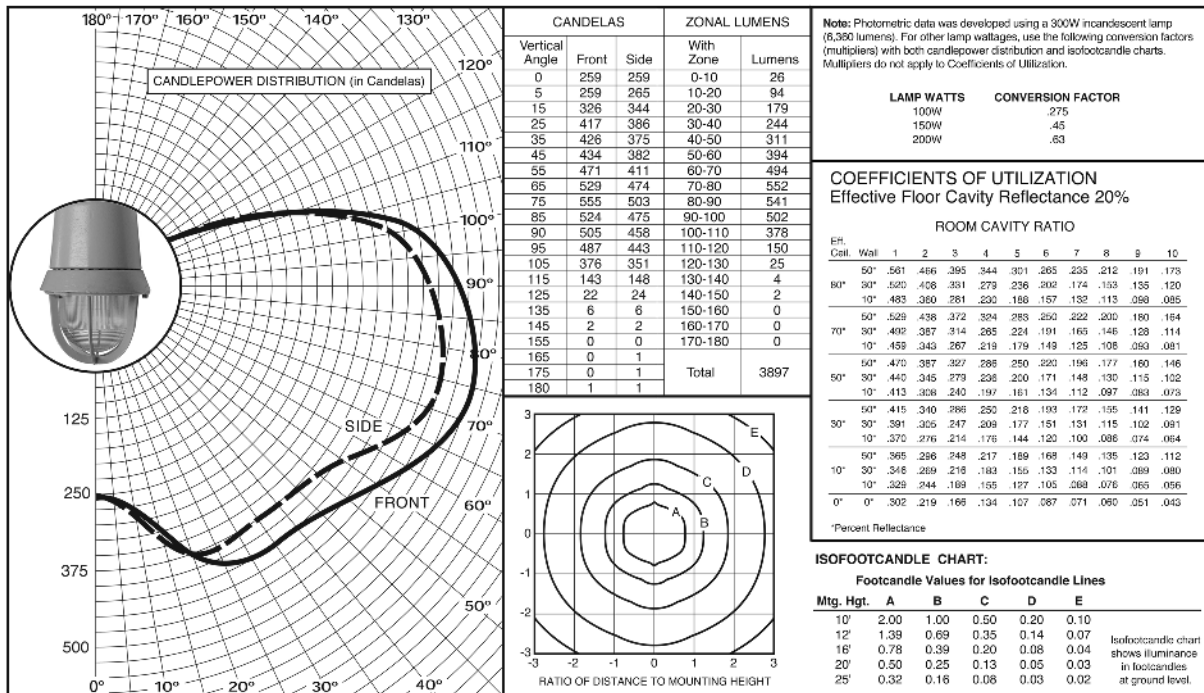 180° 170° 160° 150° 140° 130°
120°
110°
100°
90°
80°
70°
60°
50°
0° 10° 20° 30° 40°
125
250
375
500
CANDLEPOWER DISTRIBUTION (in Candelas)
SIDE
FRONT
CANDELAS ZONAL LUMENS
Vertical Angle Front Side With Zone Lumens
0 259 259 0-10 26
5 259 265 10-20 94
15 326 344 20-30 179
25 417 386 30-40 244
35 426 375 40-50 311
45 434 382 50-60 394
55 471 411 60-70 494
65 529 474 70-80 552
75 555 503 80-90 541
85 524 475 90-100 502
90 505 458 100-110 378
95 487 443 110-120 150
105 376 351 120-130 25
115 143 148 130-140 4
125 22 24 140-150 2
135 6 6 150-160 0
145 2 2 160-170 0
155 0 0 170-180 0
165 0 1
175 0 1
180 1 1
Total 3897
3
2
1
0
-1
-2
-3
-3 -2 -1 0 1 2 3
A
B
C
D
E
RATIO OF DISTANCE TO MOUNTING HEIGHT
Note: Photometric data was developed using a 300W incandescent lamp
(6,360 lumens). For other lamp wattages, use the following conversion factors
(multipliers) with both candlepower distribution and isofootcandle charts.
Multipliers do not apply to Coefficients of Utilization.
LAMP WATTS CONVERSION FACTOR
100W .275
150W .45
200W .63
COEFFICIENTS OF UTILIZATION
Effective Floor Cavity Reflectance 20%
ROOM CAVITY RATIO
Eff.
Ceil. Wall 1 2 3 4 5 6 7 8 9 10
50* .561 .466 .395 .344 .301 .265 .235 .212 .191 .173
80* 30* .520 .408 .331 .279 .236 .202 .174 .153 .135 .120
10* .483 .360 .281 .230 .188 .157 .132 .113 .098 .085
50* .529 .438 .372 .324 .283 .250 .222 .200 .180 .164
70* 30* .492 .387 .314 .265 .224 .191 .165 .146 .128 .114
10* .459 .343 .267 .219 .179 .149 .125 .108 .093 .081
50* .470 .387 .327 .286 .250 .220 .196 .177 .160 .146
50* 30* .440 .345 .279 .236 .200 .171 .148 .130 .115 .102
10* .413 .308 .240 .197 .161 .134 .112 .097 .083 .073
50* .415 .340 .286 .250 .218 .193 .172 .155 .141 .129
30* 30* .391 .305 .247 .209 .177 .151 .131 .115 .102 .091
10* .370 .276 .214 .176 .144 .120 .100 .086 .074 .064
50* .365 .296 .248 .217 .189 .168 .149 .135 .123 .112
10* 30* .346 .269 .216 .183 .155 .133 .114 .101 .089 .080
10* .329 .244 .189 .155 .127 .105 .088 .076 .065 .056
0* 0* .302 .219 .166 .134 .107 .087 .071 .060 .051 .043
*Percent Reflectance
ISOFOOTCANDLE CHART:
Footcandle Values for Isofootcandle Lines
Mtg. Hgt. A B C D E
10' 2.00 1.00 0.50 0.20 0.10
12' 1.39 0.69 0.35 0.14 0.07
16' 0.78 0.39 0.20 0.08 0.04
20' 0.50 0.25 0.13 0.05 0.03
25' 0.32 0.16 0.08 0.03 0.02
Isofootcandle chart
shows illuminance
in footcandles
at ground level.